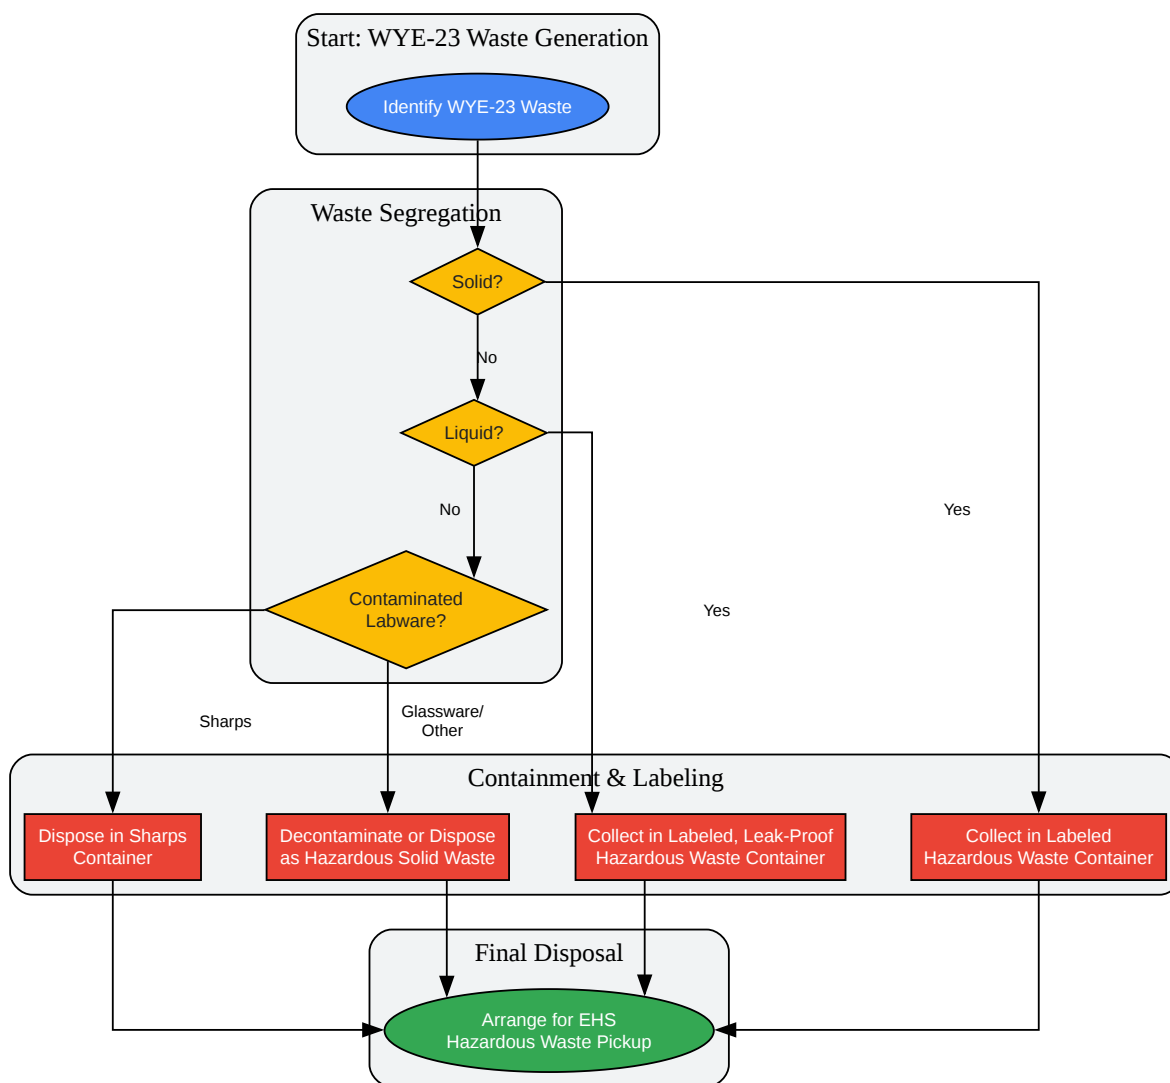 Start: WYE-23 Waste Generation
Identify WYE-23 Waste
Waste Segregation
Solid?
No
Liquid?
No
Yes
Contaminated
Labware?
Yes
Sharps
Glassware/
Other
Containment & Labeling
Dispose in Sharps
Container
Decontaminate or Dispose
as Hazardous Solid Waste
Collect in Labeled, Leak-Proof
Hazardous Waste Container
Collect in Labeled
Hazardous Waste Container
Final Disposal
Arrange for EHS
Hazardous Waste Pickup